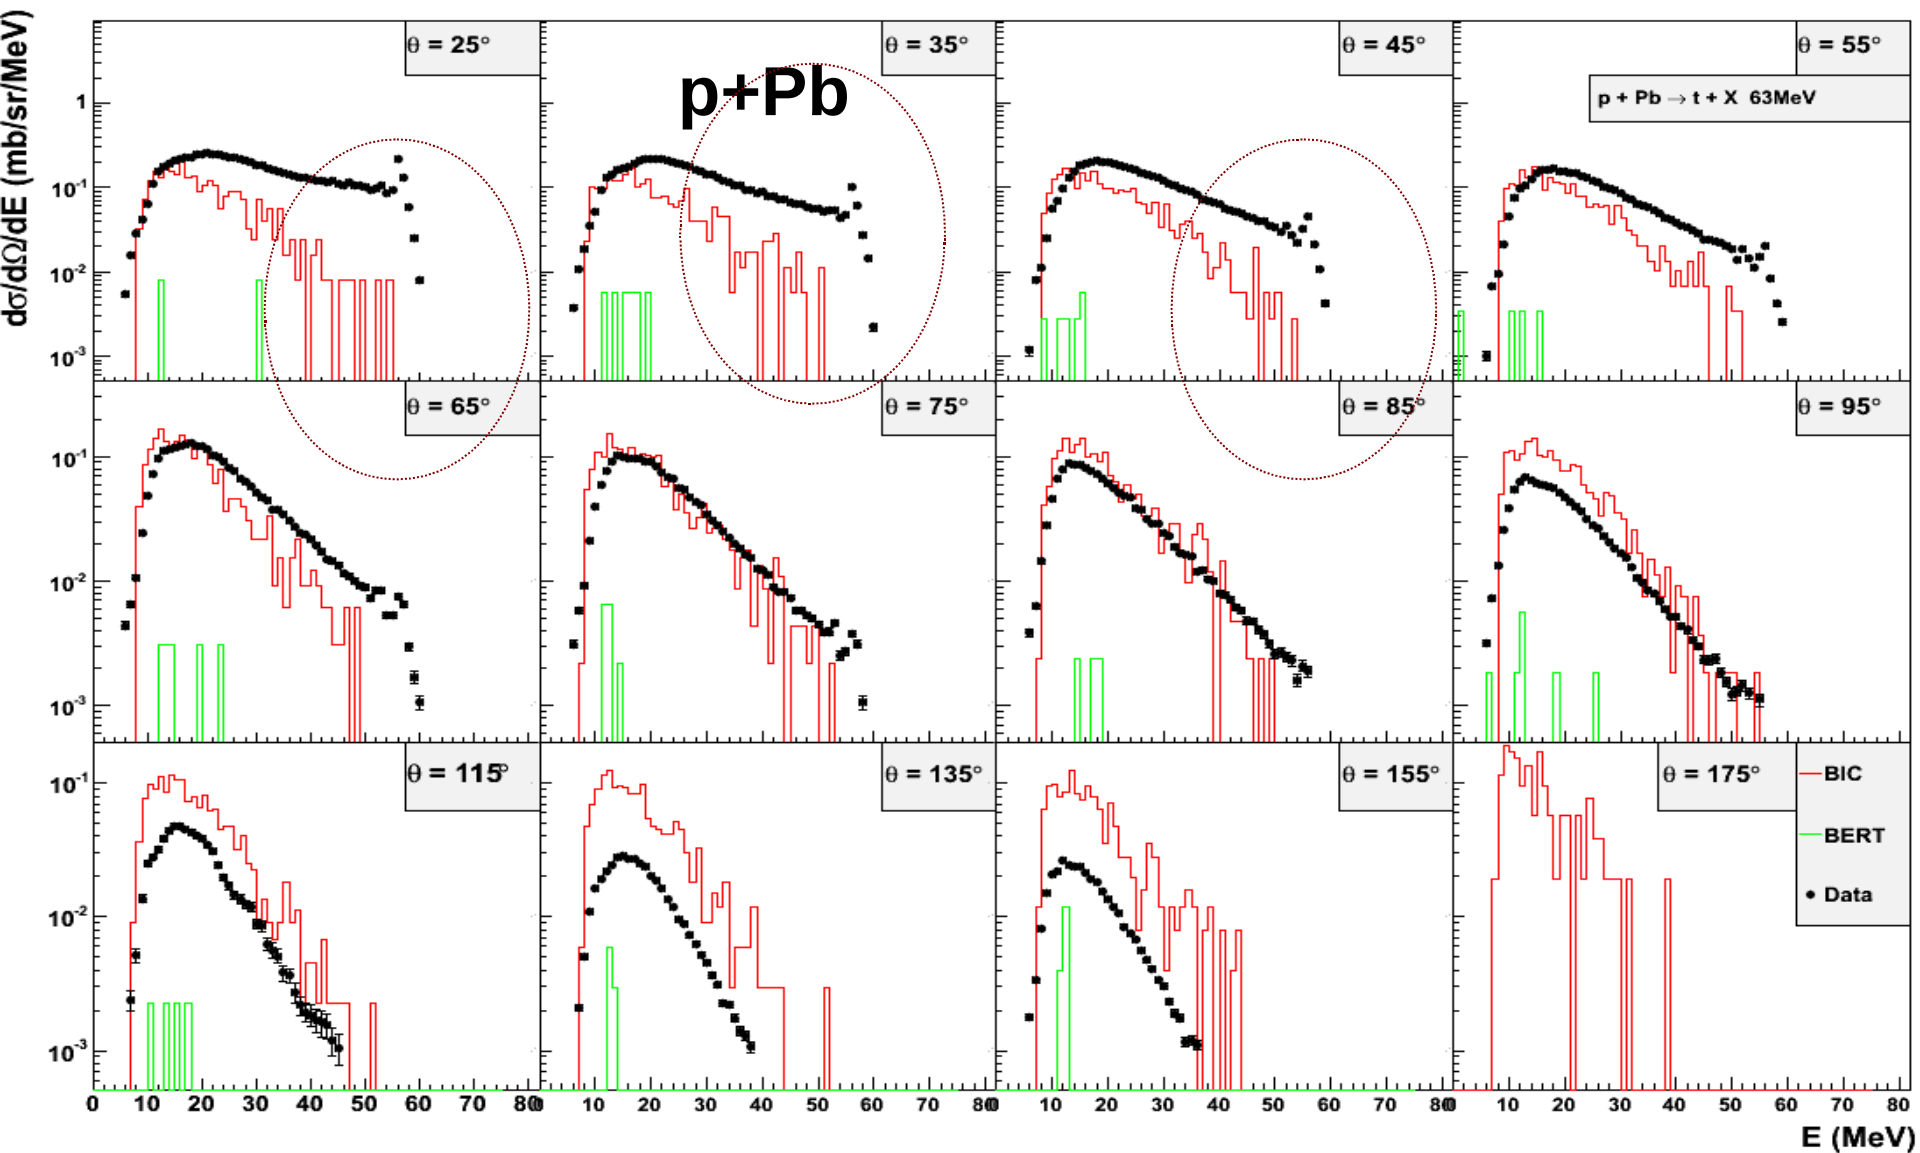 dσ/dΩ/dE (mb/sr/MeV)
θ = 25°
θ = 35°
θ = 45°
θ = 55°
p+Pb
p + Pb → t + X 63MeV
1
10⁻¹
10⁻²
10⁻³
θ = 65°
θ = 75°
θ = 85°
θ = 95°
10⁻¹
10⁻²
10⁻³
θ = 115°
θ = 135°
θ = 155°
θ = 175°
BIC
BERT
Data
10⁻¹
10⁻²
10⁻³
0 10 20 30 40 50 60 70 80
0 10 20 30 40 50 60 70 80
0 10 20 30 40 50 60 70 80
0 10 20 30 40 50 60 70 80
E (MeV)